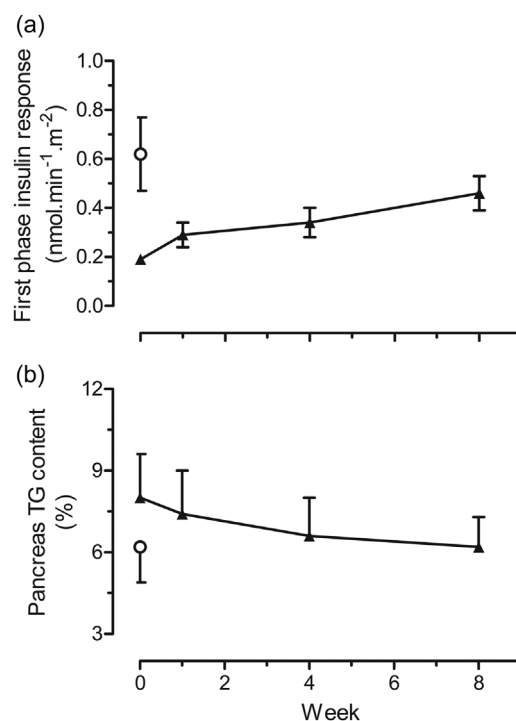 (a)
First phase insulin response
(nmol.min⁻¹.m⁻²)
1.0
0.8
0.6
0.4
0.2
0.0
(b)
Pancreas TG content
(%)
12
9
6
3
0 2 4 6 8
Week